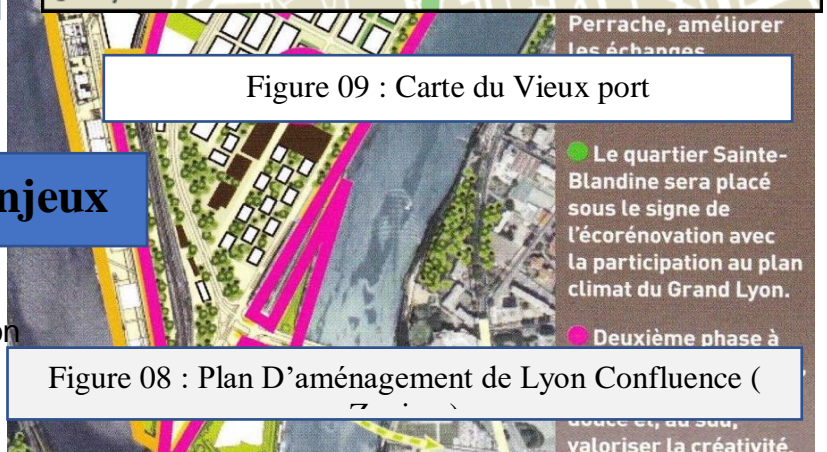 Perrache, améliorer
les échanges
Figure 09 : Carte du Vieux port
Le quartier Sainte-
Blandine sera placé
sous le signe de
l'écorénovation avec
la participation au plan
climat du Grand Lyon.
njeux
on
Deuxième phase à
Figure 08 : Plan D’aménagement de Lyon Confluence (
douce et, au sud,
valoriser la créativité.